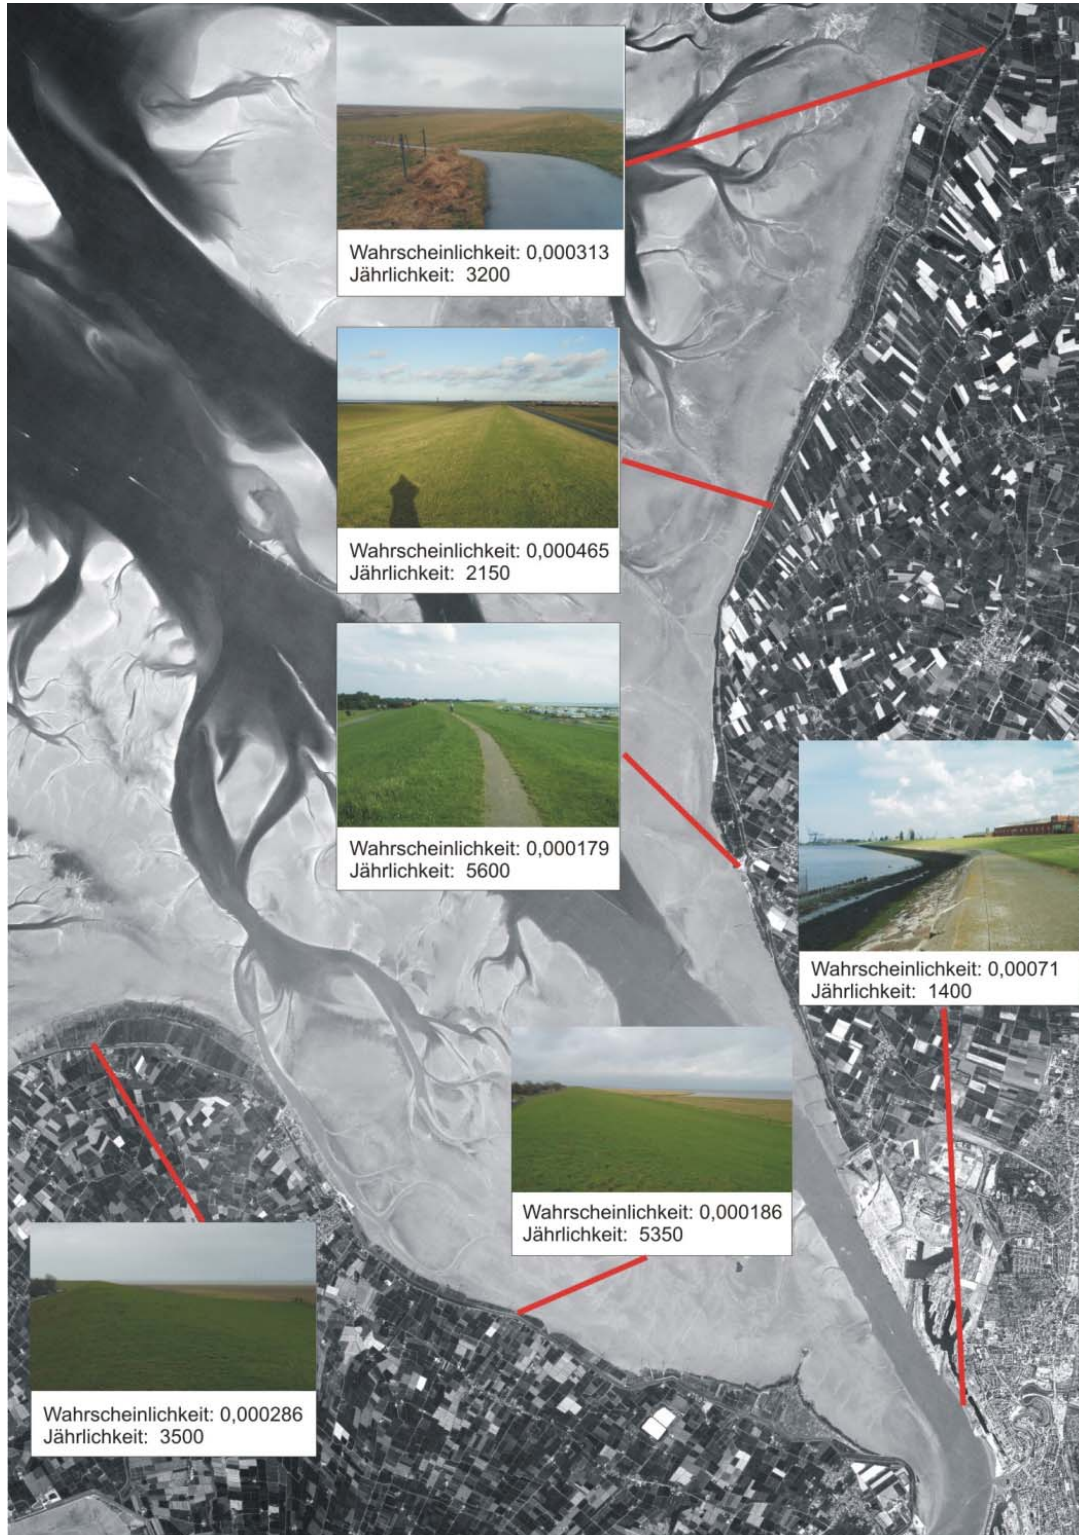 Wahrscheinlichkeit: 0,000313
Jährlichkeit: 3200
Wahrscheinlichkeit: 0,000465
Jährlichkeit: 2150
Wahrscheinlichkeit: 0,000179
Jährlichkeit: 5600
Wahrscheinlichkeit: 0,00071
Jährlichkeit: 1400
Wahrscheinlichkeit: 0,000186
Jährlichkeit: 5350
Wahrscheinlichkeit: 0,000286
Jährlichkeit: 3500